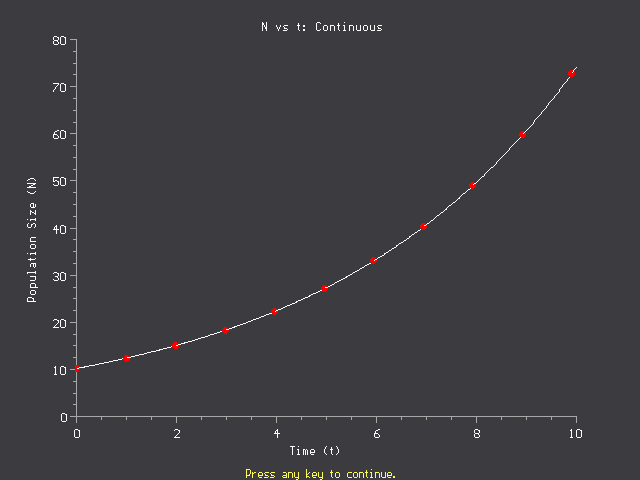 N vs t: Continuous
80
70
60
50
40
30
20
10
0
Population Size (N)
0 2 4 6 8 10
Time (t)
Press any key to continue.